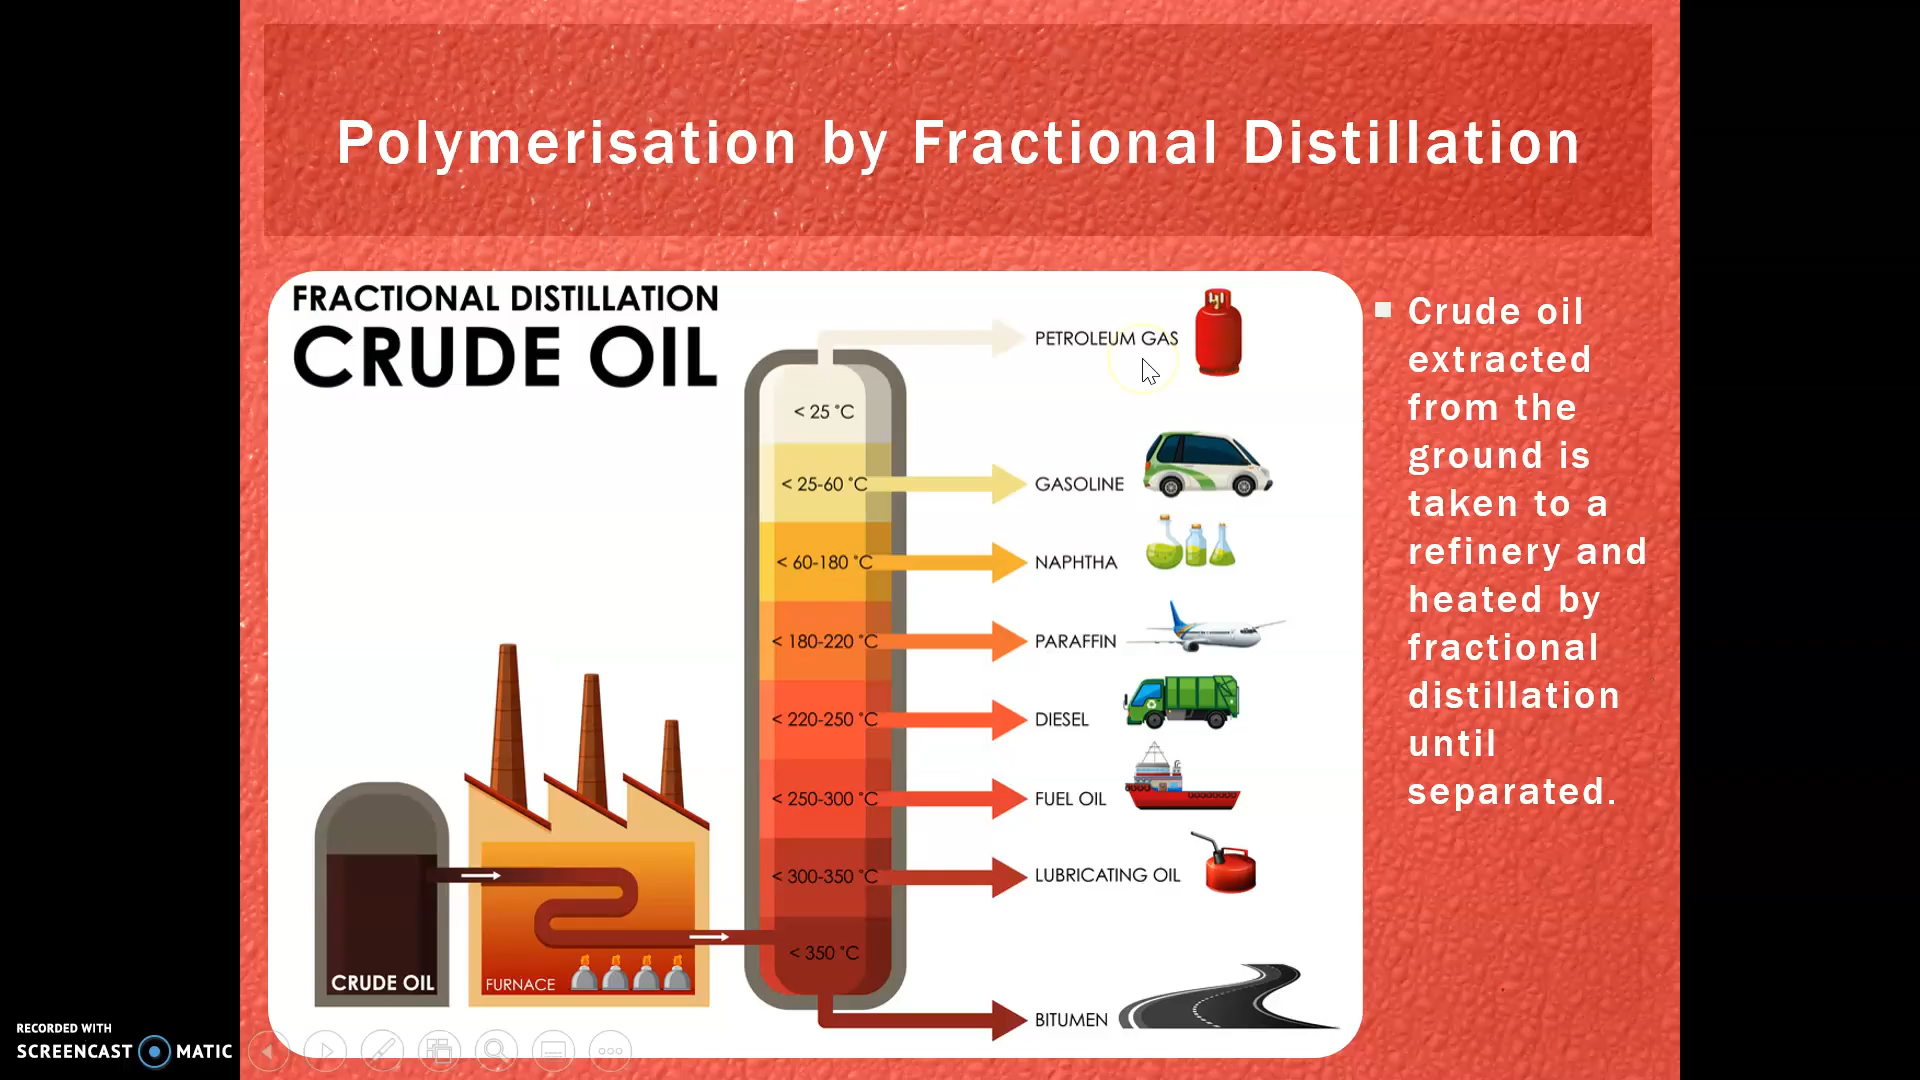 Polymerisation by Fractional Distillation
FRACTIONAL DISTILLATION
CRUDE OIL
PETROLEUM GAS
< 25 °C
< 25-60 °C
GASOLINE
< 60-180 °C
NAPHTHA
< 180-220 °C
PARAFFIN
< 220-250 °C
DIESEL
< 250-300 °C
FUEL OIL
< 300-350 °C
LUBRICATING OIL
< 350 °C
CRUDE OIL
FURNACE
BITUMEN
Crude oil
extracted
from the
ground is
taken to a
refinery and
heated by
fractional
distillation
until
separated.
RECORDED WITH
SCREENCAST MATIC